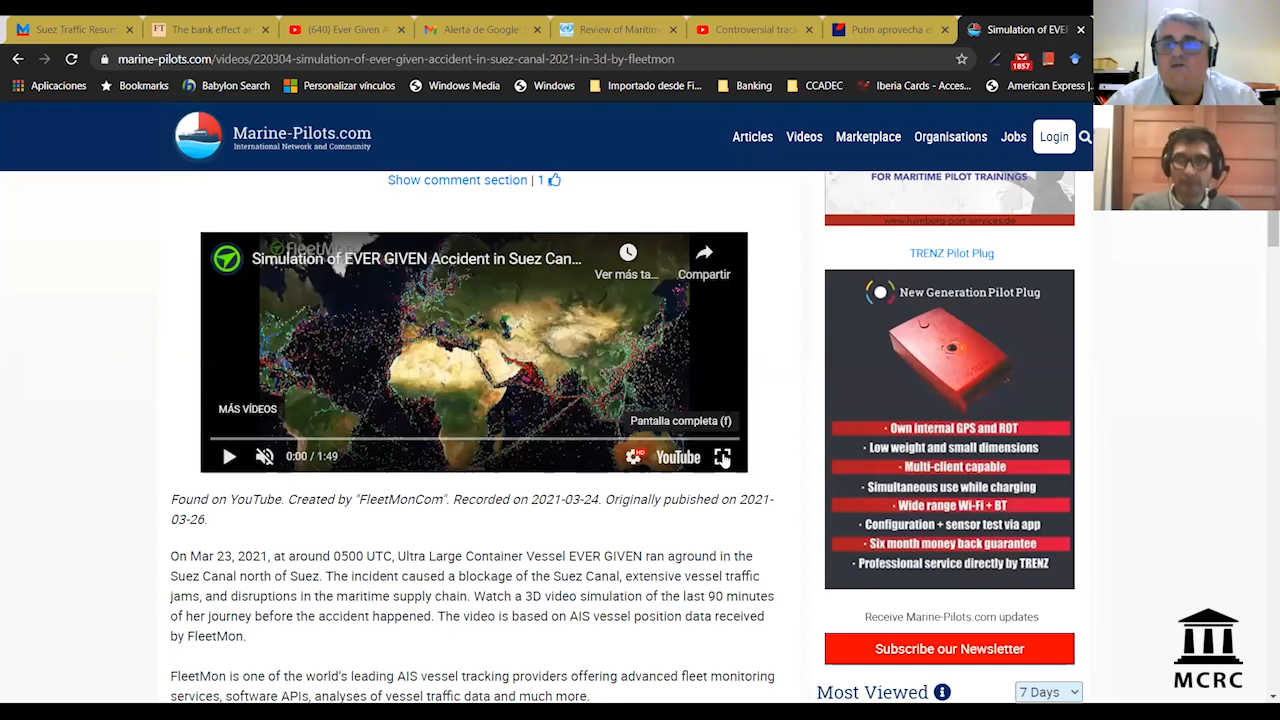 Suez Traffic Resum
The bank effect an
(640) Ever Given A
Alerta de Google:
Review of Maritim
Controversial trac
Putin aprovecha e
Simulation of EVE
marine-pilots.com/videos/220304-simulation-of-ever-given-accident-in-suez-canal-2021-in-3d-by-fleetmon
1857
Aplicaciones
Bookmarks
Babylon Search
Personalizar vínculos
Windows Media
Windows
Importado desde Fi...
Banking
CCADEC
Iberia Cards - Acces...
American Express |
Marine-Pilots.com
International Network and Community
Articles
Videos
Marketplace
Organisations
Jobs
Login
Show comment section | 1
FOR MARITIME PILOT TRAININGS
www.hamburg-port-services.de
Simulation of EVER GIVEN Accident in Suez Can...
Ver más ta...
Compartir
MÁS VÍDEOS
Pantalla completa (f)
0:00 / 1:49
HD
YouTube
TRENZ Pilot Plug
New Generation Pilot Plug
· Own internal GPS and ROT
· Low weight and small dimensions
· Multi-client capable
· Simultaneous use while charging
· Wide range Wi-Fi + BT
· Configuration + sensor test via app
· Six month money back guarantee
· Professional service directly by TRENZ
Found on YouTube. Created by "FleetMonCom". Recorded on 2021-03-24. Originally pubished on 2021-
03-26.
On Mar 23, 2021, at around 0500 UTC, Ultra Large Container Vessel EVER GIVEN ran aground in the
Suez Canal north of Suez. The incident caused a blockage of the Suez Canal, extensive vessel traffic
jams, and disruptions in the maritime supply chain. Watch a 3D video simulation of the last 90 minutes
of her journey before the accident happened. The video is based on AIS vessel position data received
by FleetMon.
FleetMon is one of the world's leading AIS vessel tracking providers offering advanced fleet monitoring
services, software APIs, analyses of vessel traffic data and much more.
Receive Marine-Pilots.com updates
Subscribe our Newsletter
Most Viewed
7 Days
MCRC